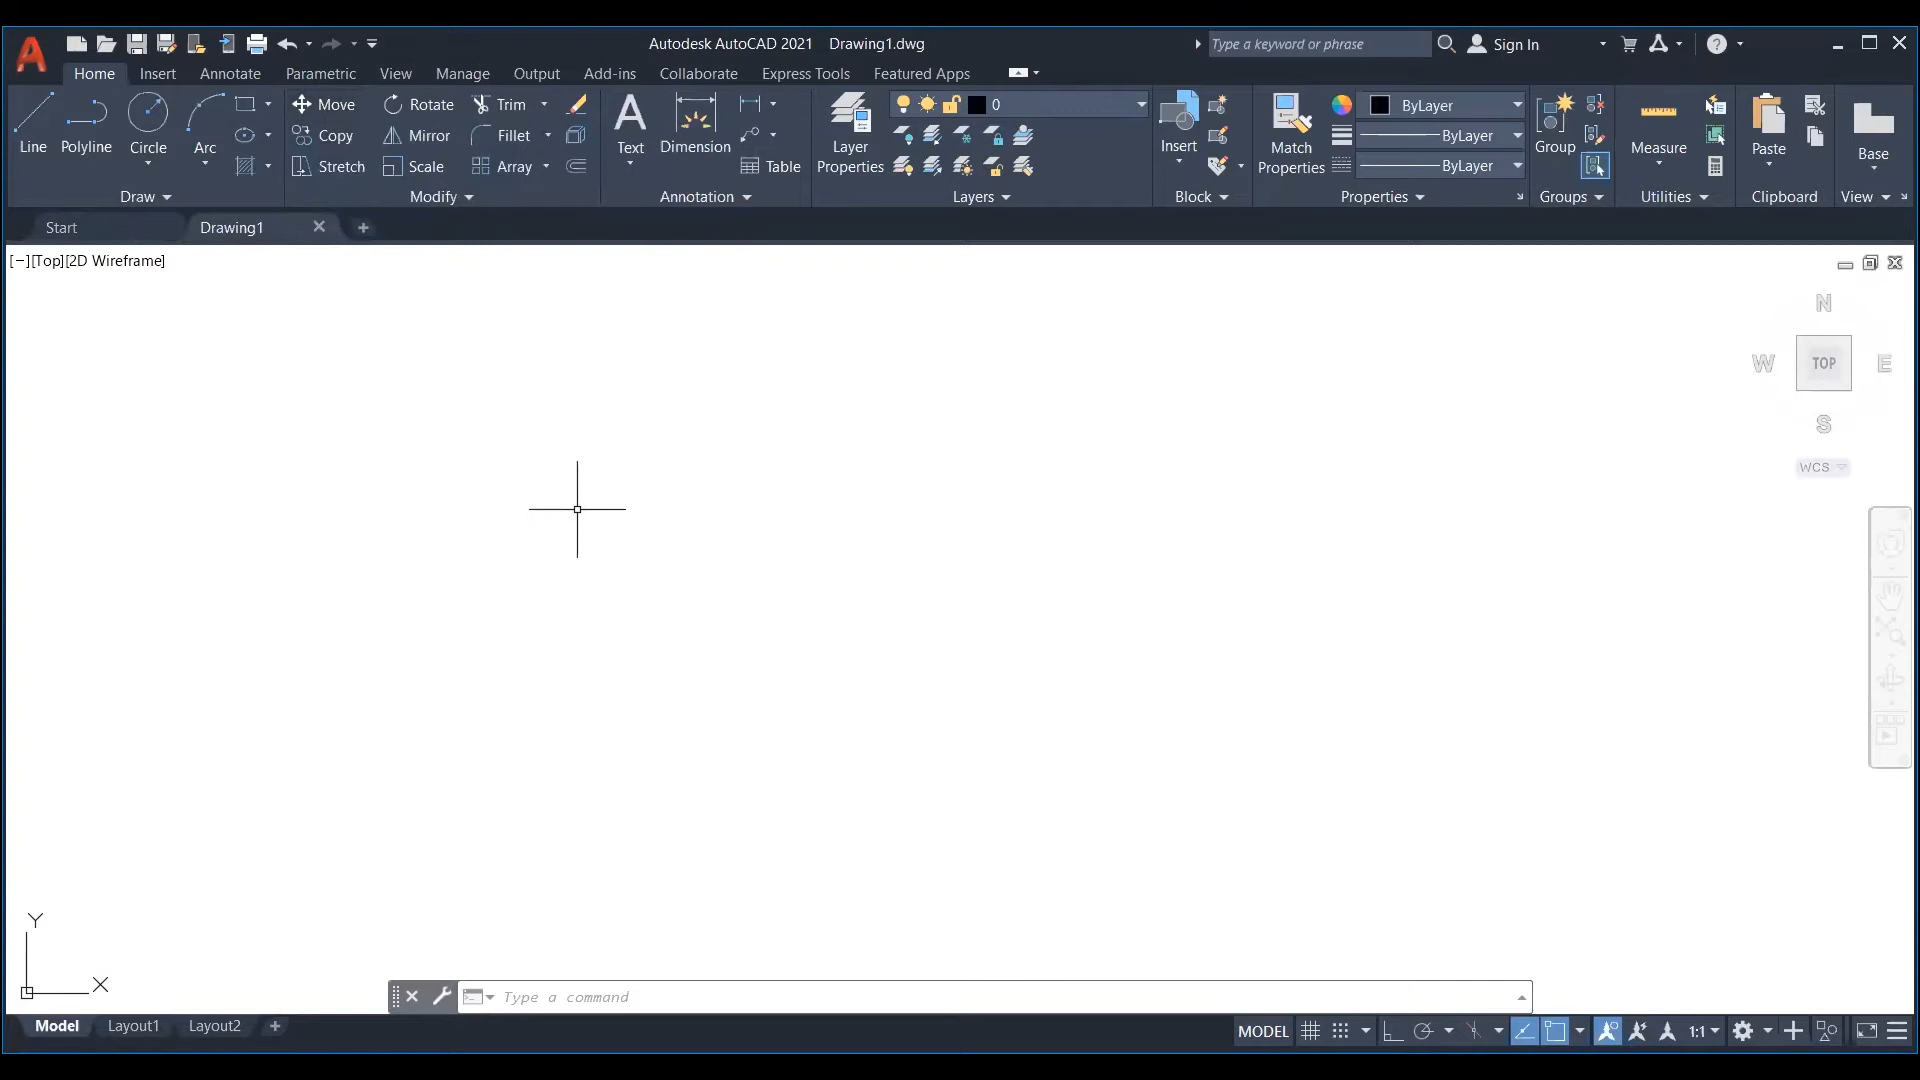 Autodesk AutoCAD 2021 Drawing1.dwg
Type a keyword or phrase
Sign In
Home Insert Annotate Parametric View Manage Output Add-ins Collaborate Express Tools Featured Apps
Line
Polyline
Circle
Arc
Draw
Move
Rotate
Trim
Copy
Mirror
Fillet
Stretch
Scale
Array
Modify
Text
Dimension
Table
Annotation
Layer
Properties
0
Layers
Insert
Block
Match
Properties
ByLayer
ByLayer
ByLayer
Properties
Group
Groups
Measure
Utilities
Paste
Clipboard
Base
View
Start
Drawing1
[−][Top][2D Wireframe]
N
W
TOP
E
S
WCS
Y
X
Type a command
Model
Layout1
Layout2
MODEL
1:1